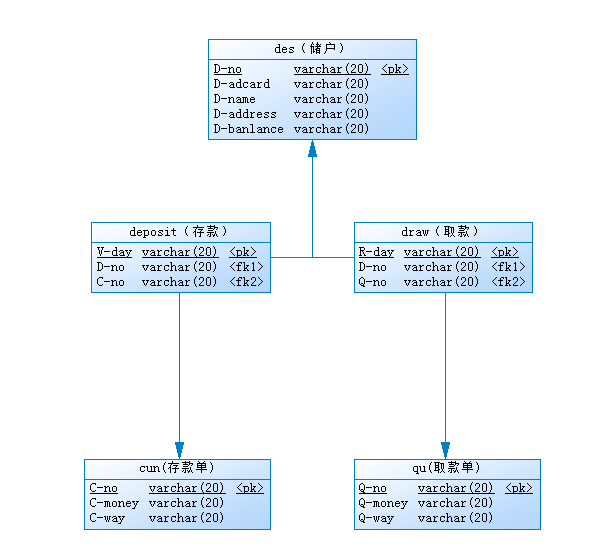 des（储户）
D-no varchar(20) <pk>
D-adcard varchar(20)
D-name varchar(20)
D-address varchar(20)
D-banlance varchar(20)
deposit（存款）
V-day varchar(20) <pk>
D-no varchar(20) <fk1>
C-no varchar(20) <fk2>
draw（取款）
R-day varchar(20) <pk>
D-no varchar(20) <fk1>
Q-no varchar(20) <fk2>
cun(存款单)
C-no varchar(20) <pk>
C-money varchar(20)
C-way varchar(20)
qu(取款单)
Q-no varchar(20) <pk>
Q-money varchar(20)
Q-way varchar(20)